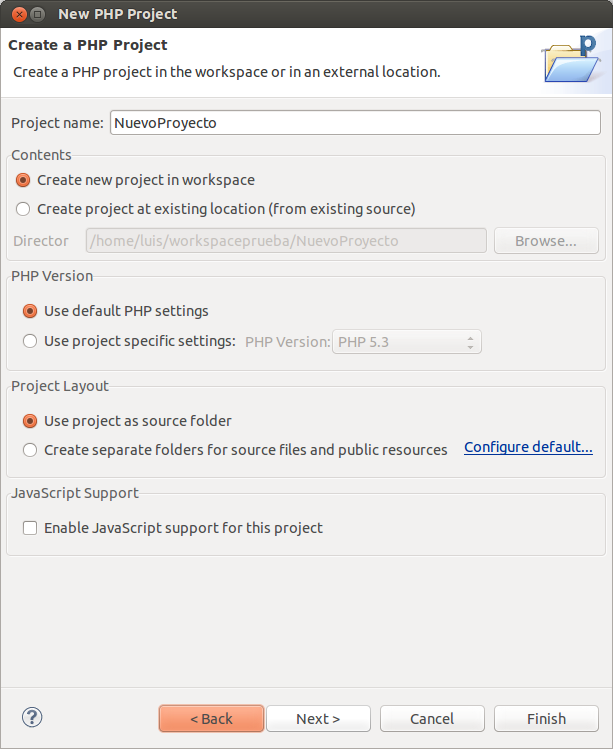 New PHP Project
Create a PHP Project
Create a PHP project in the workspace or in an external location.
Project name: NuevoProyecto
Contents
Create new project in workspace
Create project at existing location (from existing source)
Director /home/luis/workspaceprueba/NuevoProyecto Browse...
PHP Version
Use default PHP settings
Use project specific settings: PHP Version: PHP 5.3
Project Layout
Use project as source folder
Create separate folders for source files and public resources Configure default...
JavaScript Support
Enable JavaScript support for this project
? < Back Next > Cancel Finish